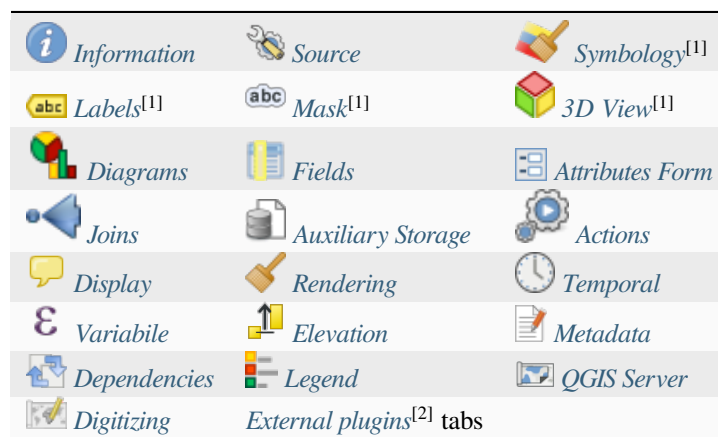 Information Source Symbology[1]
abc Labels[1] abc Mask[1] 3D View[1]
Diagrams Fields Attributes Form
Joins Auxiliary Storage Actions
Display Rendering Temporal
ε Variabile Elevation Metadata
Dependencies Legend QGIS Server
Digitizing External plugins[2] tabs